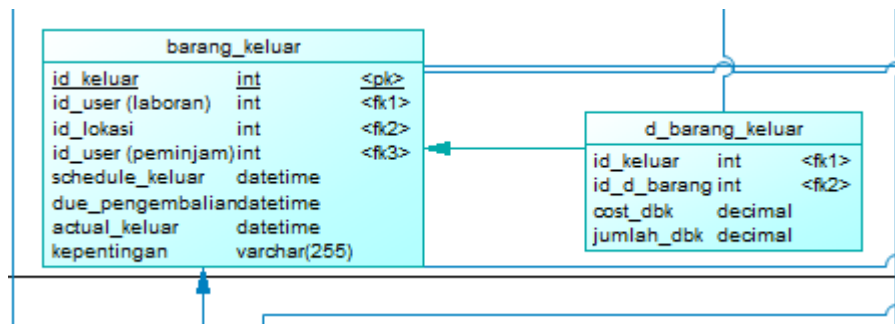 barang_keluar
id_keluar int <pk>
id_user (laboran) int <fk1>
id_lokasi int <fk2>
id_user (peminjam) int <fk3>
schedule_keluar datetime
due_pengembalian datetime
actual_keluar datetime
kepentingan varchar(255)
d_barang_keluar
id_keluar int <fk1>
id_d_barang int <fk2>
cost_dbk decimal
jumlah_dbk decimal